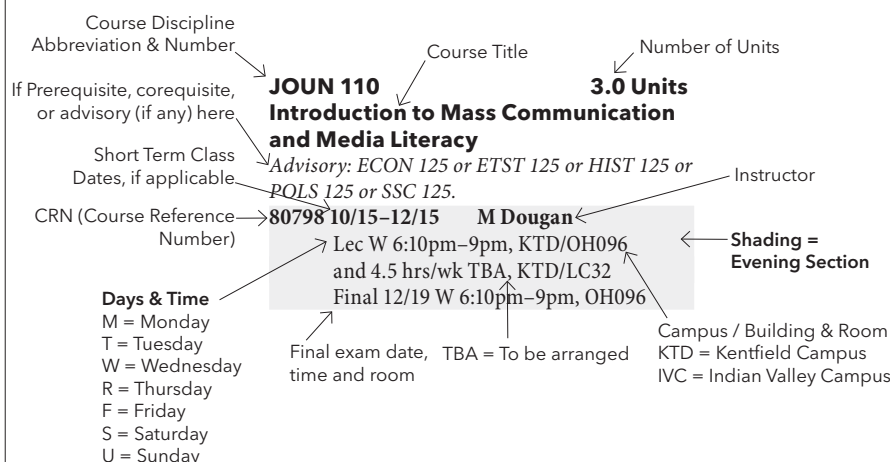 Course Discipline
Abbreviation & Number
Course Title
Number of Units
JOUN 110 3.0 Units
If Prerequisite, corequisite,
or advisory (if any) here
Introduction to Mass Communication
and Media Literacy
Short Term Class
Dates, if applicable
Advisory: ECON 125 or ETST 125 or HIST 125 or
POLS 125 or SSC 125.
Instructor
CRN (Course Reference
Number)
80798 10/15–12/15 M Dougan
Lec W 6:10pm–9pm, KTD/OH096
and 4.5 hrs/wk TBA, KTD/LC32
Final 12/19 W 6:10pm–9pm, OH096
Shading =
Evening Section
Days & Time
M = Monday
T = Tuesday
W = Wednesday
R = Thursday
F = Friday
S = Saturday
U = Sunday
Final exam date,
time and room
TBA = To be arranged
Campus / Building & Room
KTD = Kentfield Campus
IVC = Indian Valley Campus